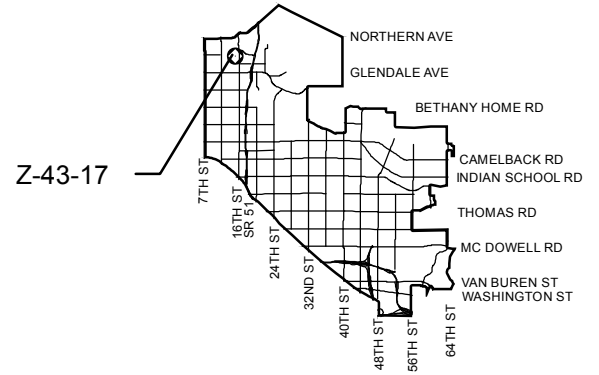 NORTHERN AVE
GLENDALE AVE
BETHANY HOME RD
CAMELBACK RD
INDIAN SCHOOL RD
THOMAS RD
MC DOWELL RD
VAN BUREN ST
WASHINGTON ST
Z-43-17
7TH ST
16TH ST
SR 51
24TH ST
32ND ST
40TH ST
48TH ST
56TH ST
64TH ST